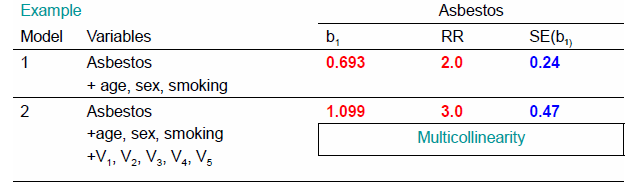 Example Asbestos
Model Variables b₁ RR SE(b₁)
1 Asbestos 0.693 2.0 0.24
+ age, sex, smoking
2 Asbestos 1.099 3.0 0.47
+age, sex, smoking Multicollinearity
+V₁, V₂, V₃, V₄, V₅